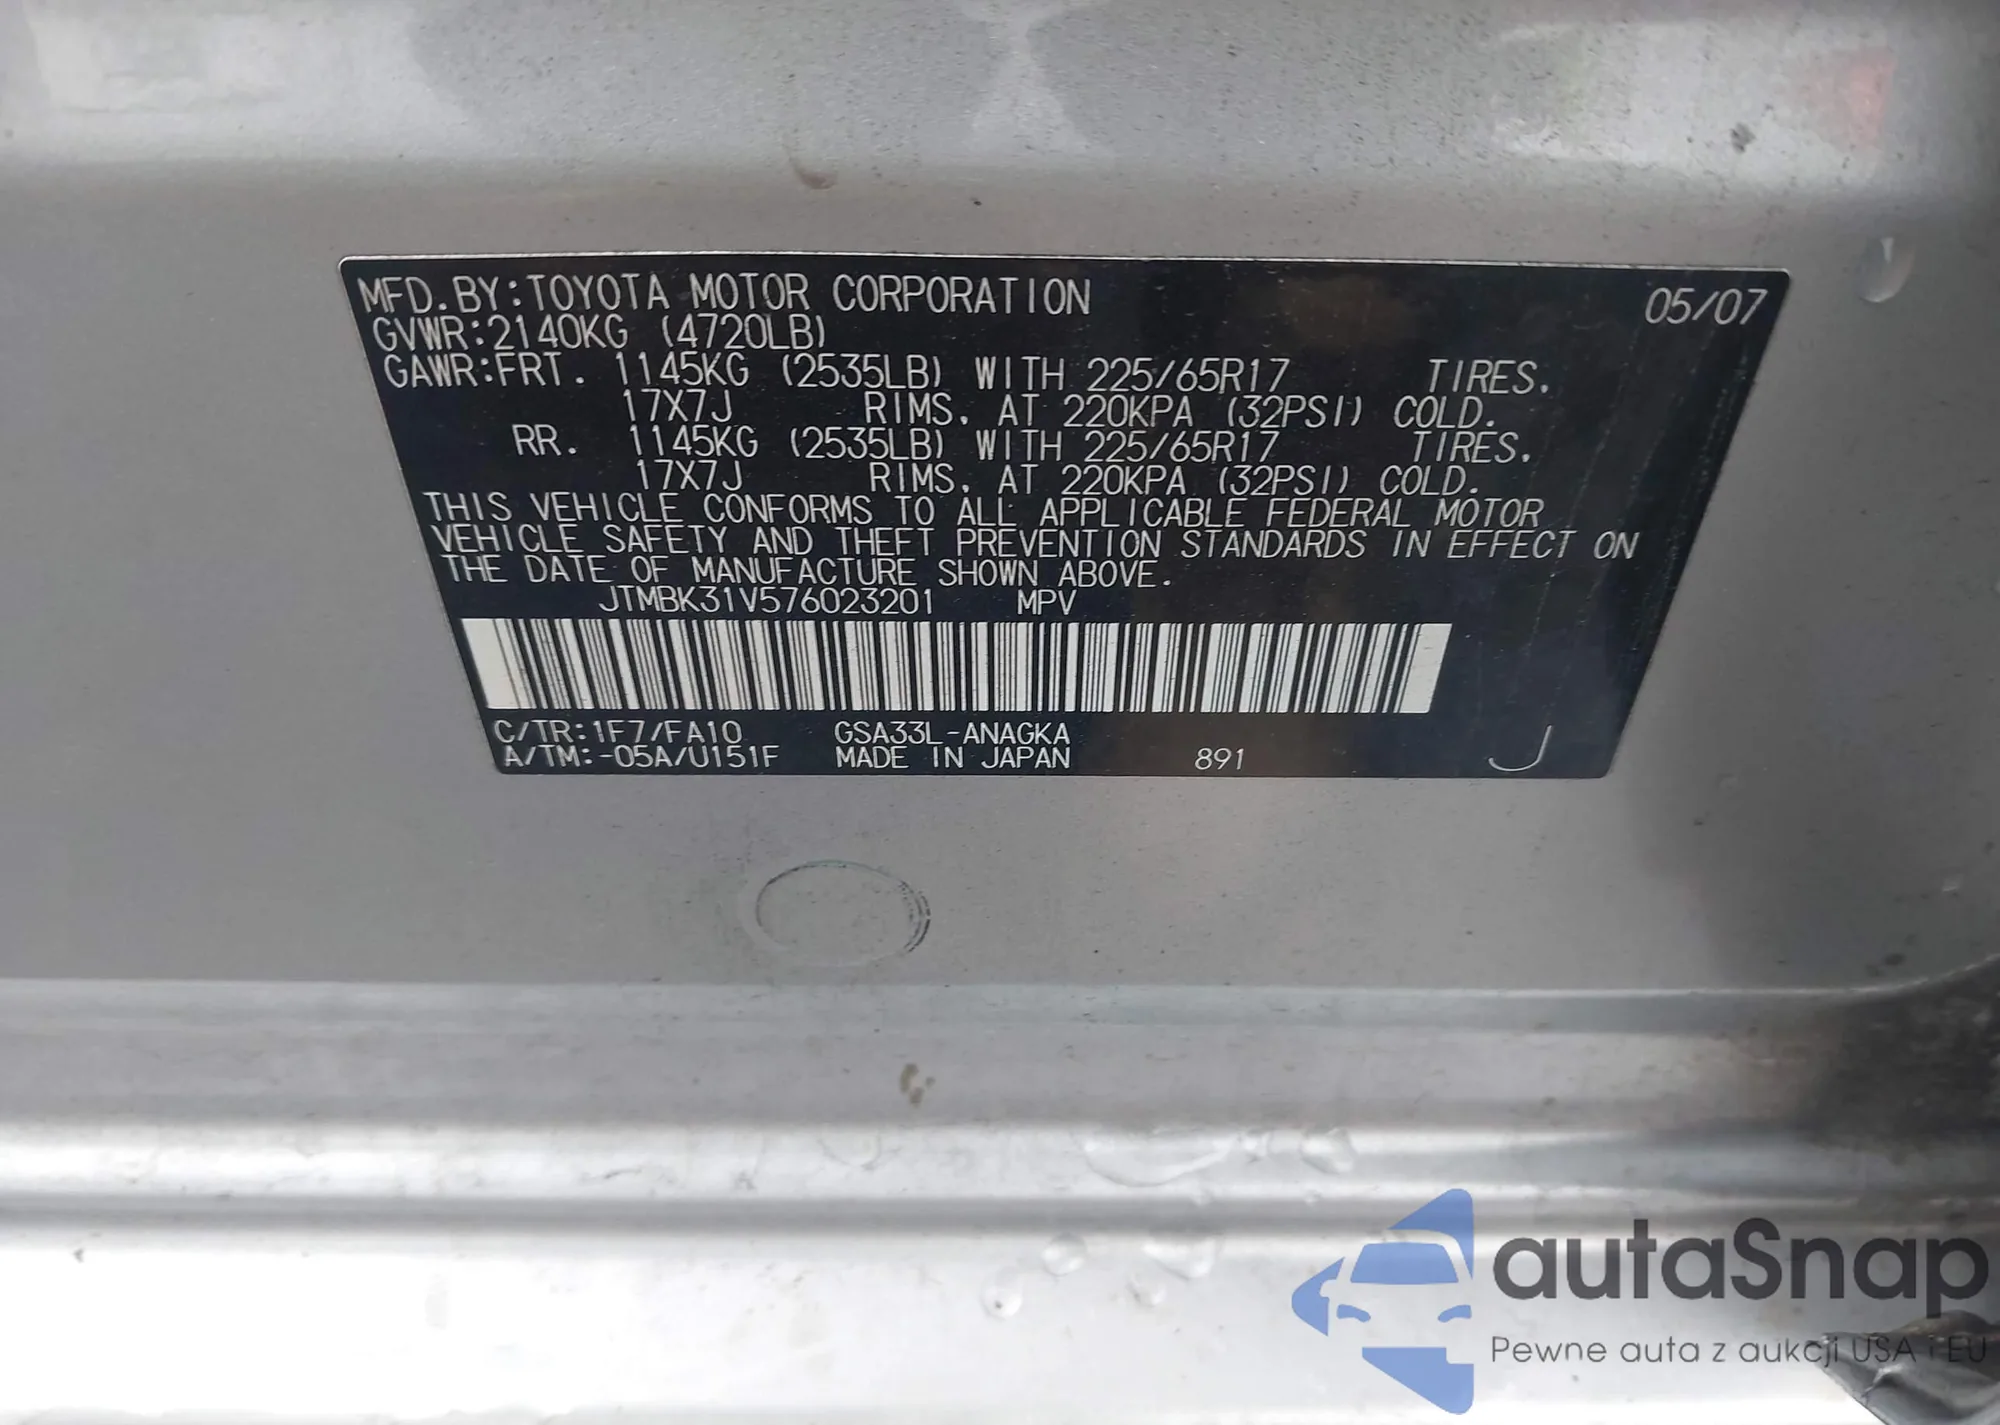 MFD. BY: TOYOTA MOTOR CORPORATION 05/07
GVWR: 2140KG (4720LB)
GAWR: FRT. 1145KG (2535LB) WITH 225/65R17 TIRES.
17X7J RIMS, AT 220KPA (32PSI) COLD.
RR. 1145KG (2535LB) WITH 225/65R17 TIRES.
17X7J RIMS, AT 220KPA (32PSI) COLD.
THIS VEHICLE CONFORMS TO ALL APPLICABLE FEDERAL MOTOR
VEHICLE SAFETY AND THEFT PREVENTION STANDARDS IN EFFECT ON
THE DATE OF MANUFACTURE SHOWN ABOVE.
JTMBK31V576023201 MPV
C/TR: 1F7/FA10 GSA33L-ANAGKA
A/TM: -05A/U151F MADE IN JAPAN 891 J
autaSnap
Pewne auta z aukcji USA i EU